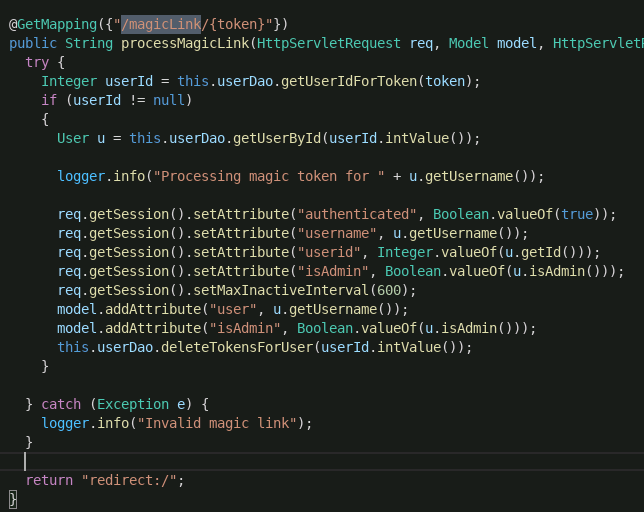 @GetMapping({"/magicLink/{token}"})
public String processMagicLink(HttpServletRequest req, Model model, HttpServlet
try {
Integer userId = this.userDao.getUserIdForToken(token);
if (userId != null)
{
User u = this.userDao.getUserById(userId.intValue());
logger.info("Processing magic token for " + u.getUsername());
req.getSession().setAttribute("authenticated", Boolean.valueOf(true));
req.getSession().setAttribute("username", u.getUsername());
req.getSession().setAttribute("userid", Integer.valueOf(u.getId()));
req.getSession().setAttribute("isAdmin", Boolean.valueOf(u.isAdmin()));
req.getSession().setMaxInactiveInterval(600);
model.addAttribute("user", u.getUsername());
model.addAttribute("isAdmin", Boolean.valueOf(u.isAdmin()));
this.userDao.deleteTokensForUser(userId.intValue());
}
} catch (Exception e) {
logger.info("Invalid magic link");
}
return "redirect:/";
}